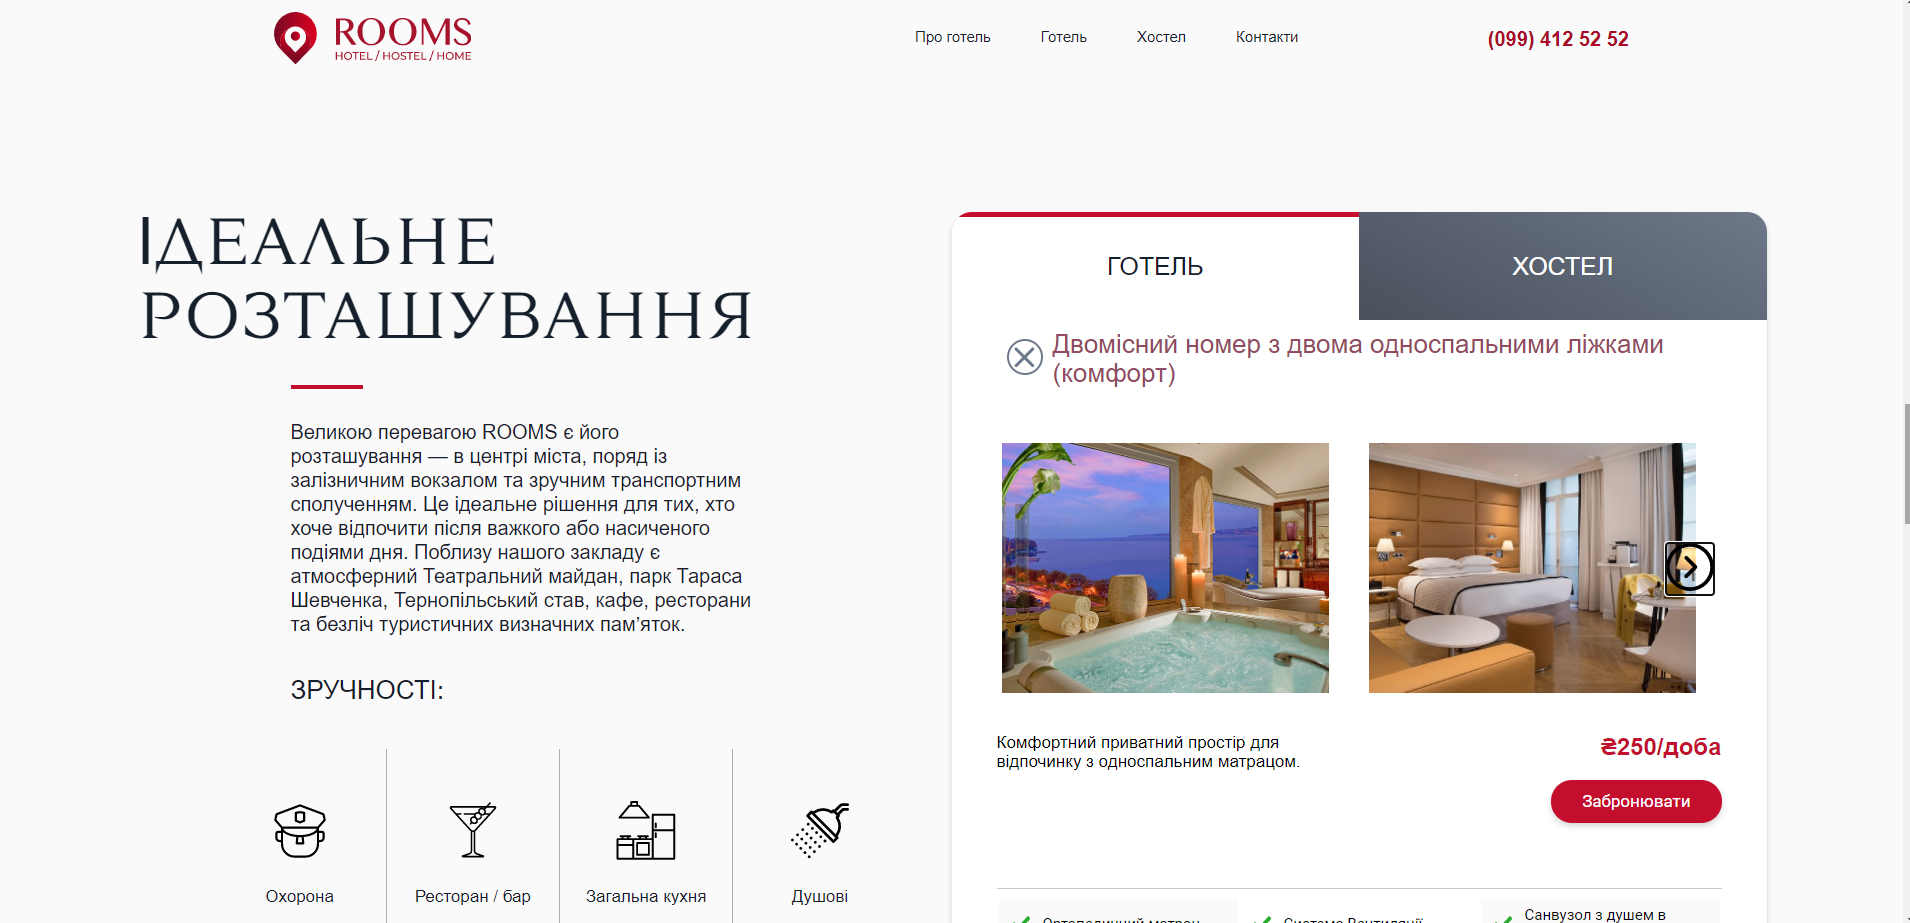 ROOMS
HOTEL / HOSTEL / HOME
Про готель
Готель
Хостел
Контакти
(099) 412 52 52
ІДЕАЛЬНЕ
РОЗТАШУВАННЯ
Великою перевагою ROOMS є його
розташування — в центрі міста, поряд із
залізничним вокзалом та зручним транспортним
сполученням. Це ідеальне рішення для тих, хто
хоче відпочити після важкого або насиченого
подіями дня. Поблизу нашого закладу є
атмосферний Театральний майдан, парк Тараса
Шевченка, Тернопільський став, кафе, ресторани
та безліч туристичних визначних пам’яток.
ЗРУЧНОСТІ:
Охорона
Ресторан / бар
Загальна кухня
Душові
ГОТЕЛЬ
ХОСТЕЛ
Двомісний номер з двома односпальними ліжками
(комфорт)
Комфортний приватний простір для
відпочинку з односпальним матрацом.
₴250/доба
Забронювати
Ортопедичний матрац
Система Вентиляції
Санвузол з душем в